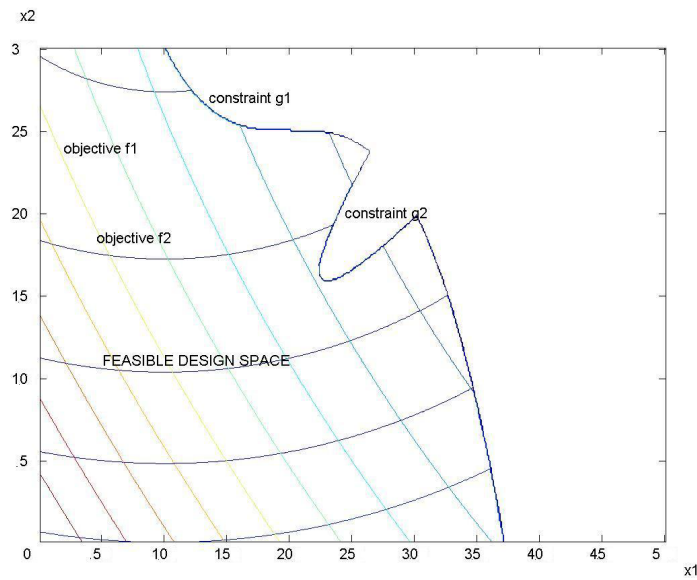 x2
3
constraint g1
25
objective f1
20
constraint g2
objective f2
15
FEASIBLE DESIGN SPACE
10
.5
0 .5 10 15 20 25 30 35 40 45 5
x1